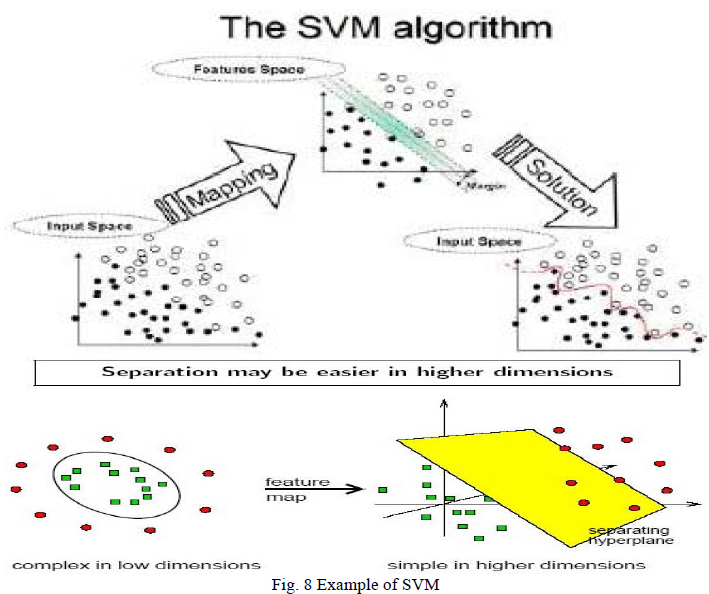 The SVM algorithm
Features Space
Mapping
Margin
Solution
Input Space
Input Space
Separation may be easier in higher dimensions
feature
map
separating
hyperplane
complex in low dimensions
simple in higher dimensions
Fig. 8 Example of SVM